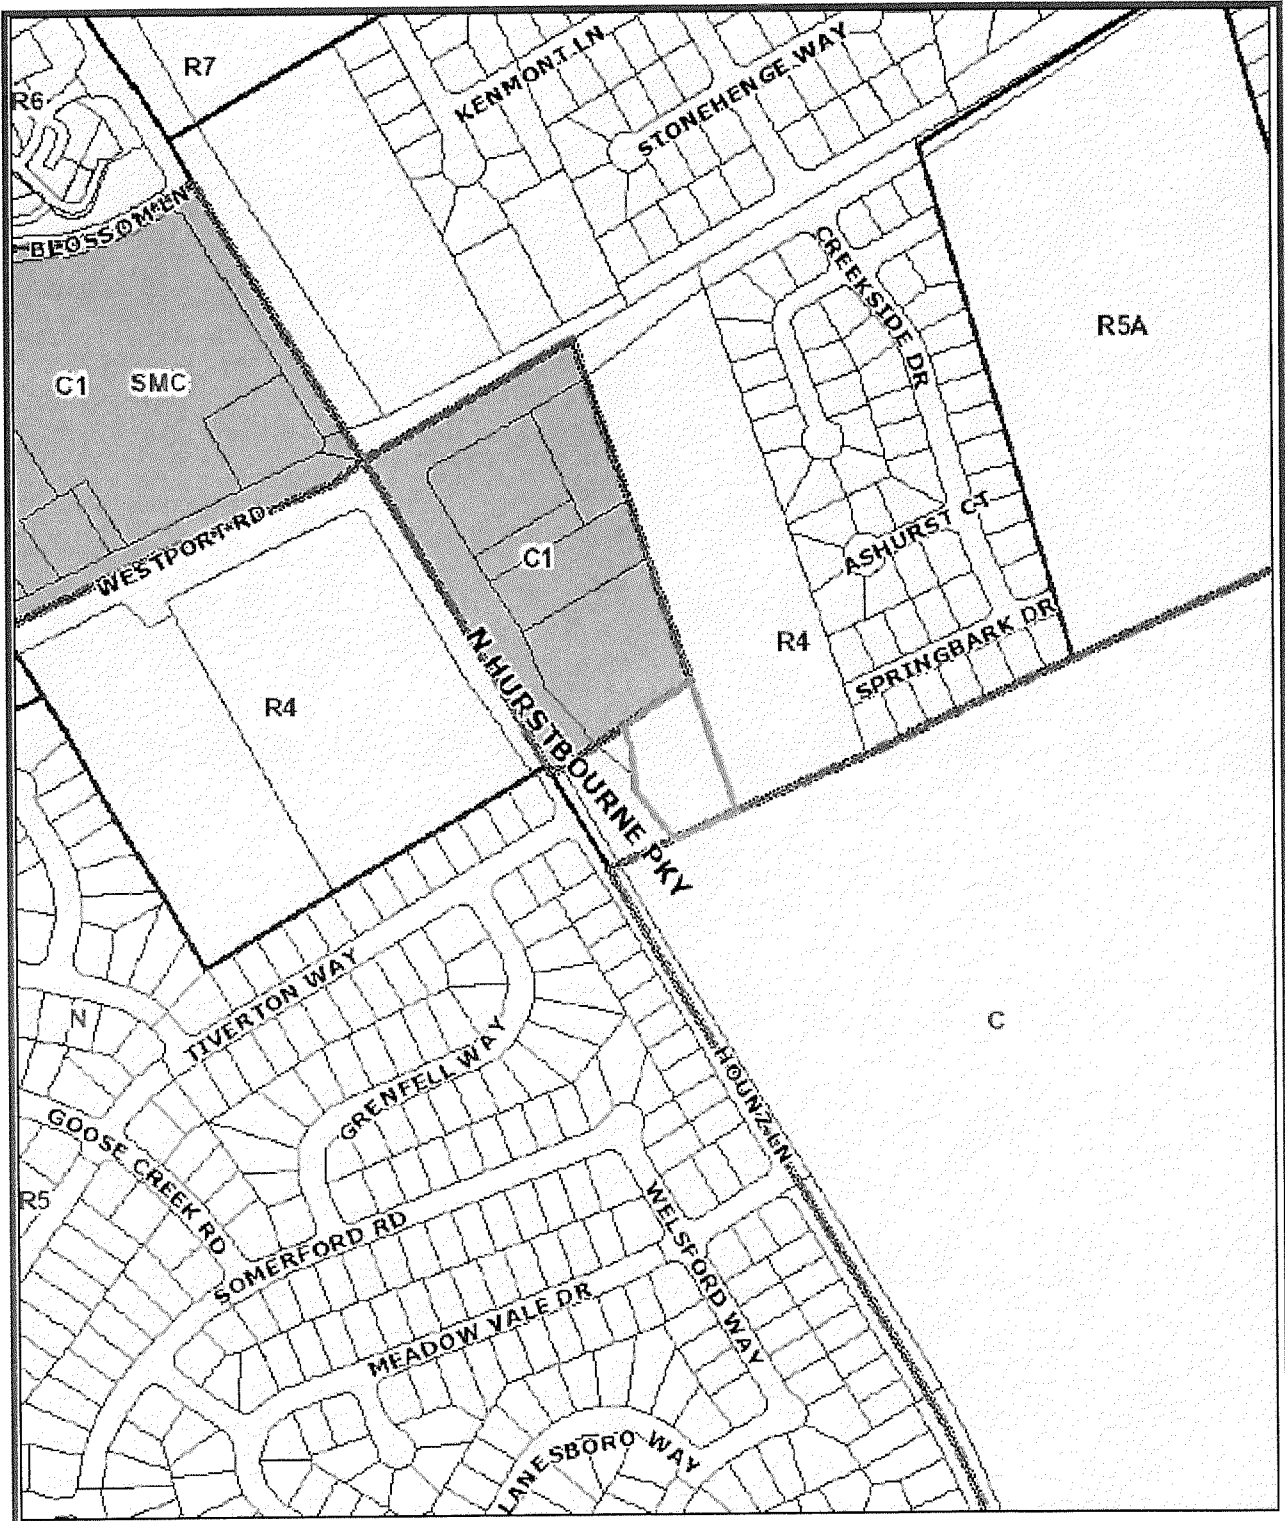 R7
R6
KENMONT LN
STONEHENGE WAY
BLOSSOM LN
CREEKSIDE DR
R5A
C1
SMC
WESTPORT RD
C1
ASHURST CT
R4
SPRINGBARK DR
N HURSTBOURNE PKY
R4
TIVERTON WAY
N
GRENFELL WAY
C
HOUNZ LN
GOOSE CREEK RD
R5
SOMERFORD RD
WELSFORD WAY
MEADOW VALE DR
LANESBORO WAY